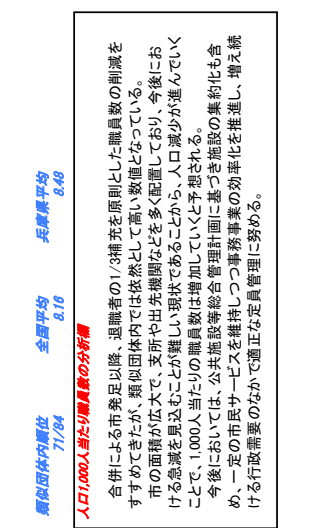 類似団体内順位 全国平均 兵庫県平均
71/84 8.16 8.48
人口1,000人当たり職員数の分析欄
合併による市発足以降、退職者の1/3補充を原則とした職員数の削減を
すすめてきたが、類似団体内では依然として高い数値となっている。
市の面積が広大で、支所や出先機関などを多く配置しており、今後にお
ける急減を見込むことが難しい現状であることから、人口減少が進んでいく
ことで、1,000人当たりの職員数は増加していくと予想される。
今後においては、公共施設等総合管理計画に基づき施設の集約化も含
め、一定の市民サービスを維持しつつ事務事業の効率化を推進し、増え続
ける行政需要のなかで適正な定員管理に努める。